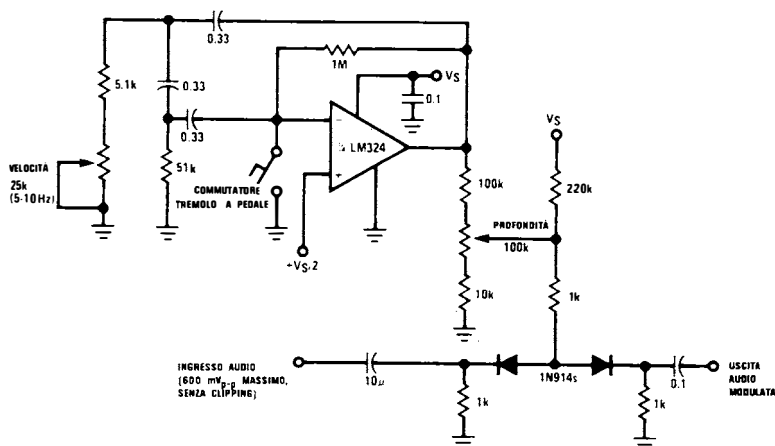 0.33
1M
5.1k
0.33
VS
0.1
0.33
VS
LM324
VELOCITÀ
25k
(5-10Hz)
51k
COMMUTATORE
TREMOLO A PEDALE
100k
220k
PROFONDITÀ
100k
+VS/2
10k
1k
INGRESSO AUDIO
(600 mVp-p MASSIMO,
SENZA CLIPPING)
10µ
1k
1N914s
1k
0.1
USCITA
AUDIO
MODULATA